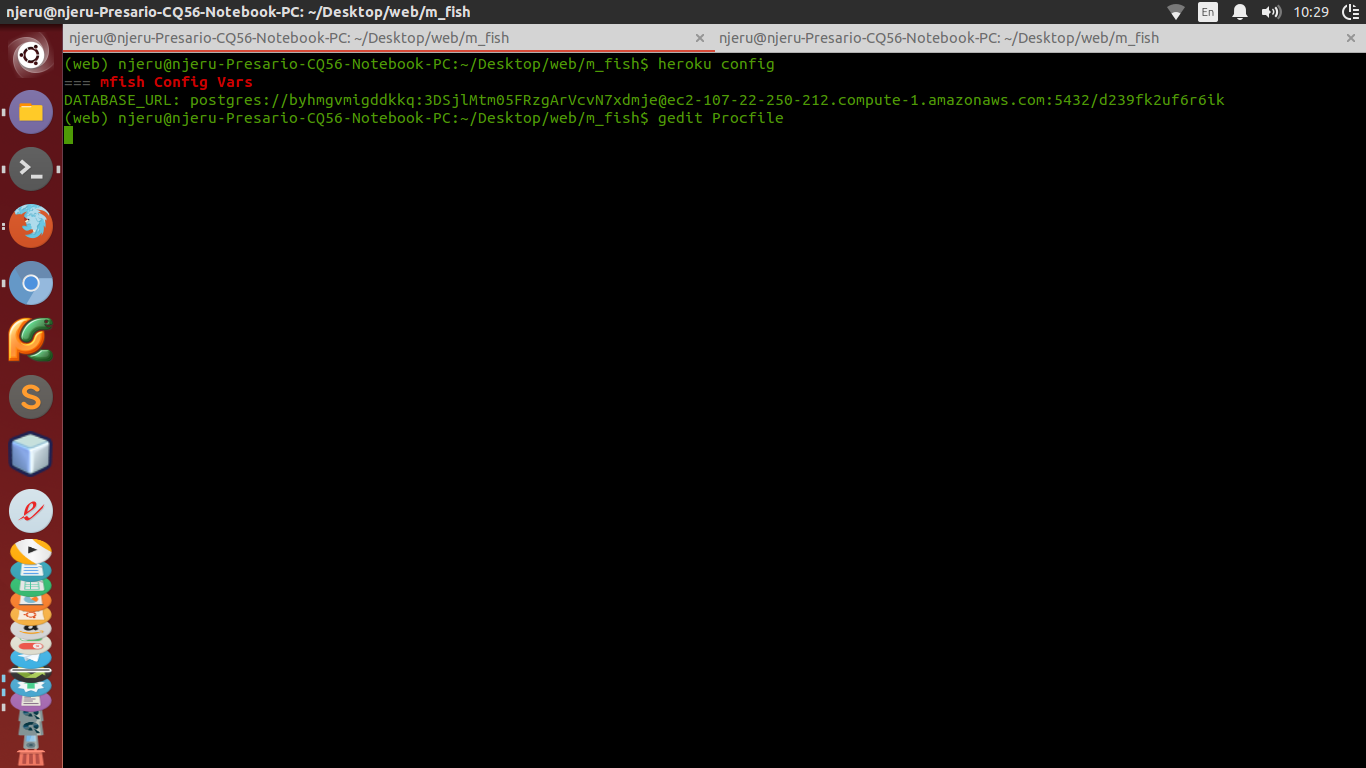 njeru@njeru-Presario-CQ56-Notebook-PC: ~/Desktop/web/m_fish
En
10:29
njeru@njeru-Presario-CQ56-Notebook-PC: ~/Desktop/web/m_fish
njeru@njeru-Presario-CQ56-Notebook-PC: ~/Desktop/web/m_fish
(web) njeru@njeru-Presario-CQ56-Notebook-PC:~/Desktop/web/m_fish$ heroku config
=== mfish Config Vars
DATABASE_URL: postgres://byhmgvmigddkkq:3DSjlMtm05FRzgArVcvN7xdmje@ec2-107-22-250-212.compute-1.amazonaws.com:5432/d239fk2uf6r6ik
(web) njeru@njeru-Presario-CQ56-Notebook-PC:~/Desktop/web/m_fish$ gedit Procfile